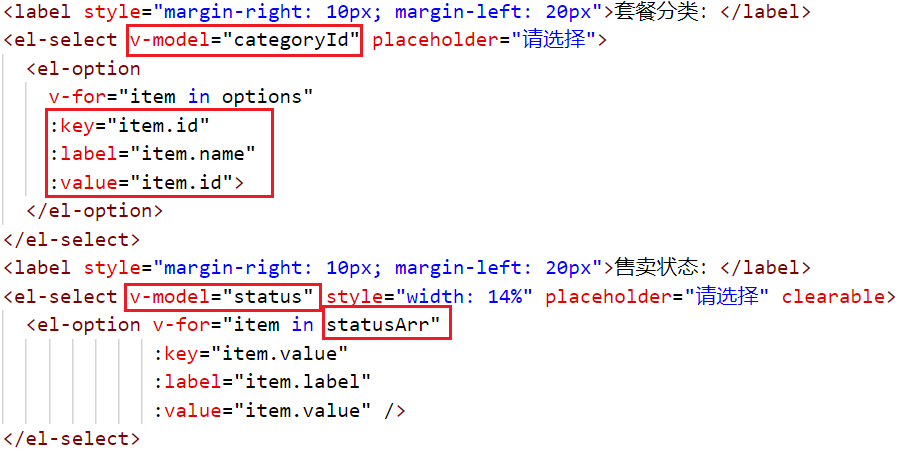 <label style="margin-right: 10px; margin-left: 20px">套餐分类：</label>
<el-select v-model="categoryId" placeholder="请选择">
  <el-option
    v-for="item in options"
    :key="item.id"
    :label="item.name"
    :value="item.id">
  </el-option>
</el-select>
<label style="margin-right: 10px; margin-left: 20px">售卖状态：</label>
<el-select v-model="status" style="width: 14%" placeholder="请选择" clearable>
  <el-option v-for="item in statusArr"
             :key="item.value"
             :label="item.label"
             :value="item.value" />
</el-select>